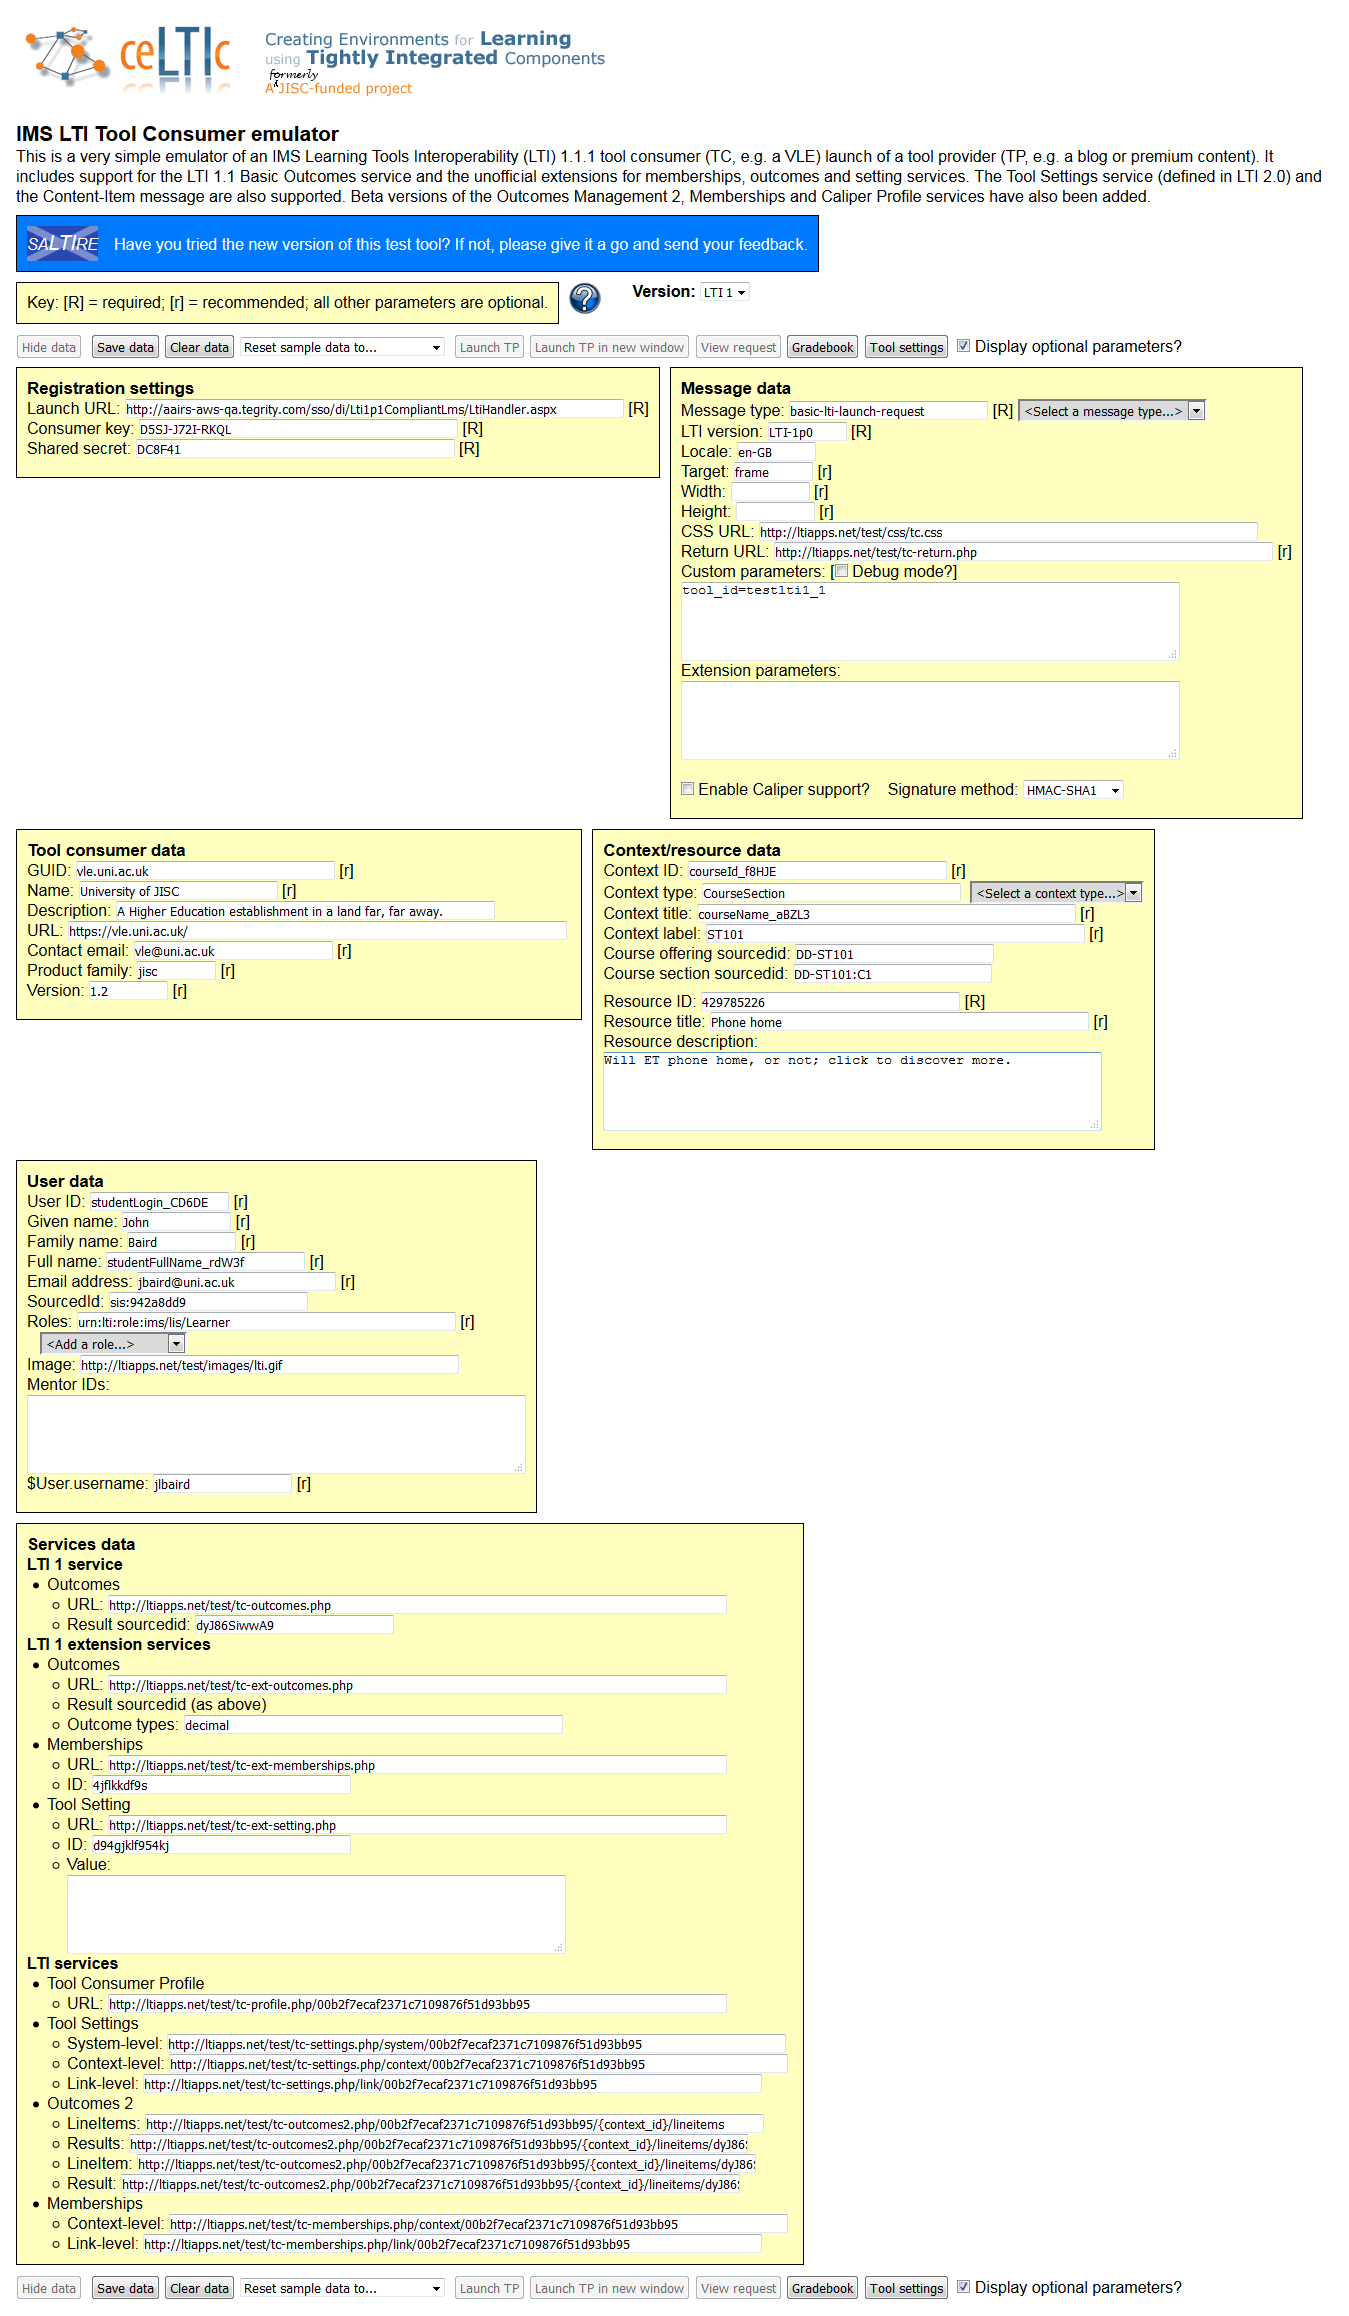 ceLTIc
Creating Environments for Learning
using Tightly Integrated Components
formerly
A JISC-funded project
IMS LTI Tool Consumer emulator
This is a very simple emulator of an IMS Learning Tools Interoperability (LTI) 1.1.1 tool consumer (TC, e.g. a VLE) launch of a tool provider (TP, e.g. a blog or premium content). It
includes support for the LTI 1.1 Basic Outcomes service and the unofficial extensions for memberships, outcomes and setting services. The Tool Settings service (defined in LTI 2.0) and
the Content-Item message are also supported. Beta versions of the Outcomes Management 2, Memberships and Caliper Profile services have also been added.
SALTIRE Have you tried the new version of this test tool? If not, please give it a go and send your feedback.
Key: [R] = required; [r] = recommended; all other parameters are optional. ? Version: LTI 1
Hide data Save data Clear data Reset sample data to... Launch TP Launch TP in new window View request Gradebook Tool settings Display optional parameters?
Registration settings
Launch URL: http://aairs-aws-qa.tegrity.com/sso/di/Lti1p1CompliantLms/LtiHandler.aspx [R]
Consumer key: D5SJ-J72I-RKQL [R]
Shared secret: DC8F41 [R]
Message data
Message type: basic-lti-launch-request [R] <Select a message type...>
LTI version: LTI-1p0 [R]
Locale: en-GB
Target: frame [r]
Width: [r]
Height: [r]
CSS URL: http://ltiapps.net/test/css/tc.css
Return URL: http://ltiapps.net/test/tc-return.php [r]
Custom parameters: [ Debug mode?]
tool_id=testlti1_1
Extension parameters:
Enable Caliper support? Signature method: HMAC-SHA1
Tool consumer data
GUID: vle.uni.ac.uk [r]
Name: University of JISC [r]
Description: A Higher Education establishment in a land far, far away.
URL: https://vle.uni.ac.uk/
Contact email: vle@uni.ac.uk [r]
Product family: jisc [r]
Version: 1.2 [r]
Context/resource data
Context ID: courseId_f8HJE [r]
Context type: CourseSection <Select a context type...>
Context title: courseName_aBZL3 [r]
Context label: ST101 [r]
Course offering sourcedid: DD-ST101
Course section sourcedid: DD-ST101:C1
Resource ID: 429785226 [R]
Resource title: Phone home [r]
Resource description:
Will ET phone home, or not; click to discover more.
User data
User ID: studentLogin_CD6DE [r]
Given name: John [r]
Family name: Baird [r]
Full name: studentFullName_rdW3f [r]
Email address: jbaird@uni.ac.uk [r]
SourcedId: sis:942a8dd9
Roles: urn:lti:role:ims/lis/Learner [r]
<Add a role...>
Image: http://ltiapps.net/test/images/lti.gif
Mentor IDs:
$User.username: jlbaird [r]
Services data
LTI 1 service
• Outcomes
○ URL: http://ltiapps.net/test/tc-outcomes.php
○ Result sourcedid: dyJ86SiwwA9
LTI 1 extension services
• Outcomes
○ URL: http://ltiapps.net/test/tc-ext-outcomes.php
○ Result sourcedid (as above)
○ Outcome types: decimal
• Memberships
○ URL: http://ltiapps.net/test/tc-ext-memberships.php
○ ID: 4jflkkdf9s
• Tool Setting
○ URL: http://ltiapps.net/test/tc-ext-setting.php
○ ID: d94gjklf954kj
○ Value:
LTI services
• Tool Consumer Profile
○ URL: http://ltiapps.net/test/tc-profile.php/00b2f7ecaf2371c7109876f51d93bb95
• Tool Settings
○ System-level: http://ltiapps.net/test/tc-settings.php/system/00b2f7ecaf2371c7109876f51d93bb95
○ Context-level: http://ltiapps.net/test/tc-settings.php/context/00b2f7ecaf2371c7109876f51d93bb95
○ Link-level: http://ltiapps.net/test/tc-settings.php/link/00b2f7ecaf2371c7109876f51d93bb95
• Outcomes 2
○ LineItems: http://ltiapps.net/test/tc-outcomes2.php/00b2f7ecaf2371c7109876f51d93bb95/{context_id}/lineitems
○ Results: http://ltiapps.net/test/tc-outcomes2.php/00b2f7ecaf2371c7109876f51d93bb95/{context_id}/lineitems/dyJ86
○ LineItem: http://ltiapps.net/test/tc-outcomes2.php/00b2f7ecaf2371c7109876f51d93bb95/{context_id}/lineitems/dyJ86
○ Result: http://ltiapps.net/test/tc-outcomes2.php/00b2f7ecaf2371c7109876f51d93bb95/{context_id}/lineitems/dyJ86
• Memberships
○ Context-level: http://ltiapps.net/test/tc-memberships.php/context/00b2f7ecaf2371c7109876f51d93bb95
○ Link-level: http://ltiapps.net/test/tc-memberships.php/link/00b2f7ecaf2371c7109876f51d93bb95
Hide data Save data Clear data Reset sample data to... Launch TP Launch TP in new window View request Gradebook Tool settings Display optional parameters?